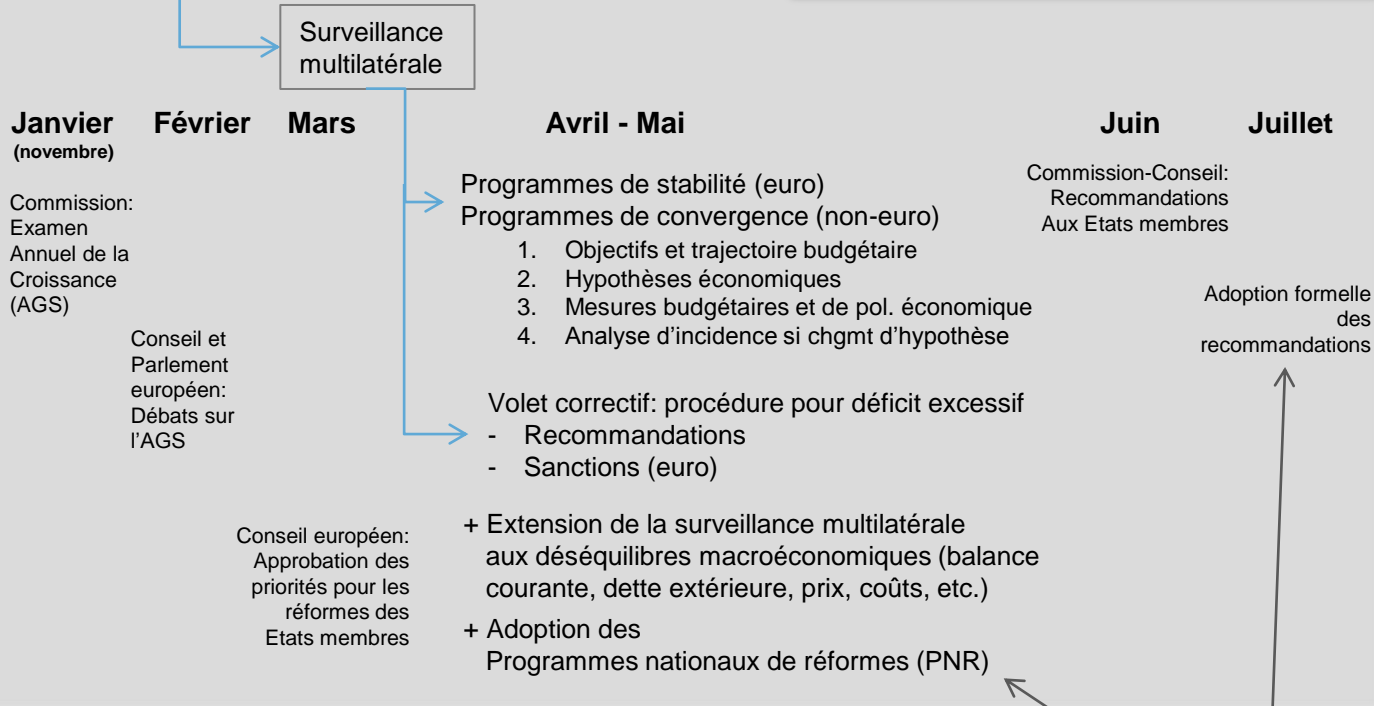 Surveillance
multilatérale
Janvier
(novembre)
Février
Mars
Avril - Mai
Juin
Juillet
Commission:
Examen
Annuel de la
Croissance
(AGS)
Conseil et
Parlement
européen:
Débats sur
l'AGS
Conseil européen:
Approbation des
priorités pour les
réformes des
Etats membres
Programmes de stabilité (euro)
Programmes de convergence (non-euro)
1. Objectifs et trajectoire budgétaire
2. Hypothèses économiques
3. Mesures budgétaires et de pol. économique
4. Analyse d'incidence si chgmt d'hypothèse
Volet correctif: procédure pour déficit excessif
- Recommandations
- Sanctions (euro)
+ Extension de la surveillance multilatérale
aux déséquilibres macroéconomiques (balance
courante, dette extérieure, prix, coûts, etc.)
+ Adoption des
Programmes nationaux de réformes (PNR)
Commission-Conseil:
Recommandations
Aux Etats membres
Adoption formelle
des
recommandations